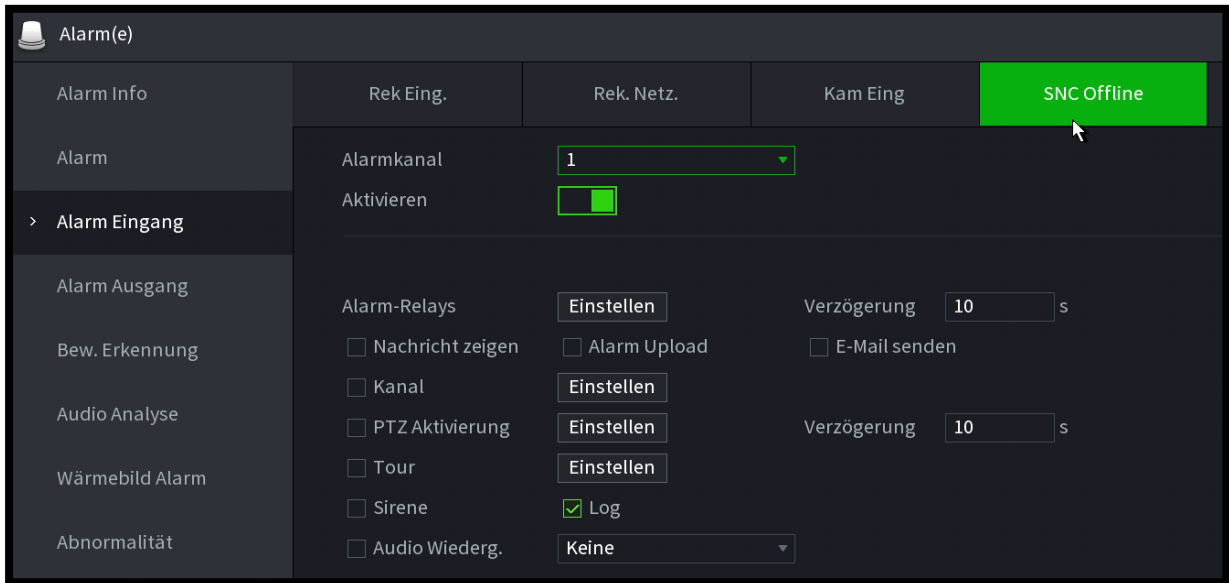 Alarm(e)
Alarm Info
Alarm
Alarm Eingang
Alarm Ausgang
Bew. Erkennung
Audio Analyse
Wärmebild Alarm
Abnormalität
Rek Eing. Rek. Netz. Kam Eing SNC Offline
Alarmkanal 1
Aktivieren
Alarm-Relays Einstellen Verzögerung 10 s
Nachricht zeigen Alarm Upload E-Mail senden
Kanal Einstellen
PTZ Aktivierung Einstellen Verzögerung 10 s
Tour Einstellen
Sirene Log
Audio Wiederg. Keine